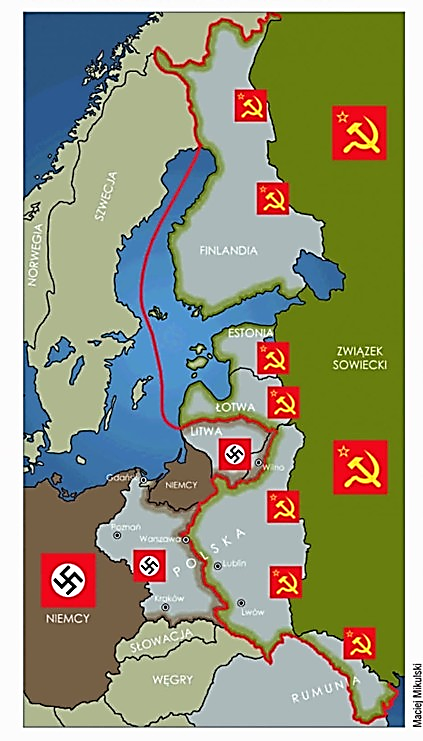 NORWEGIA
SZWECJA
FINLANDIA
ESTONIA
ZWIĄZEK
SOWIECKI
ŁOTWA
LITWA
Wilno
Gdańsk
NIEMCY
Poznań
Warszawa
POLSKA
Lublin
NIEMCY
Kraków
Lwów
SŁOWACJA
WĘGRY
RUMUNIA
Maciej Mikulski